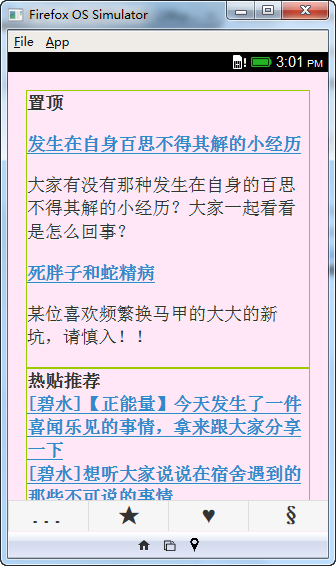 Firefox OS Simulator
File App
3:01 PM
置顶
发生在自身百思不得其解的小经历
大家有没有那种发生在自身的百思
不得其解的小经历？大家一起看看
是怎么回事？
死胖子和蛇精病
某位喜欢频繁换马甲的大大的新
坑，请慎入！！
热贴推荐
[碧水]【正能量】今天发生了一件
喜闻乐见的事情，拿来跟大家分享
一下
[碧水]想听大家说说在宿舍遇到的
那些不可说的事情
... ★ ♥ §